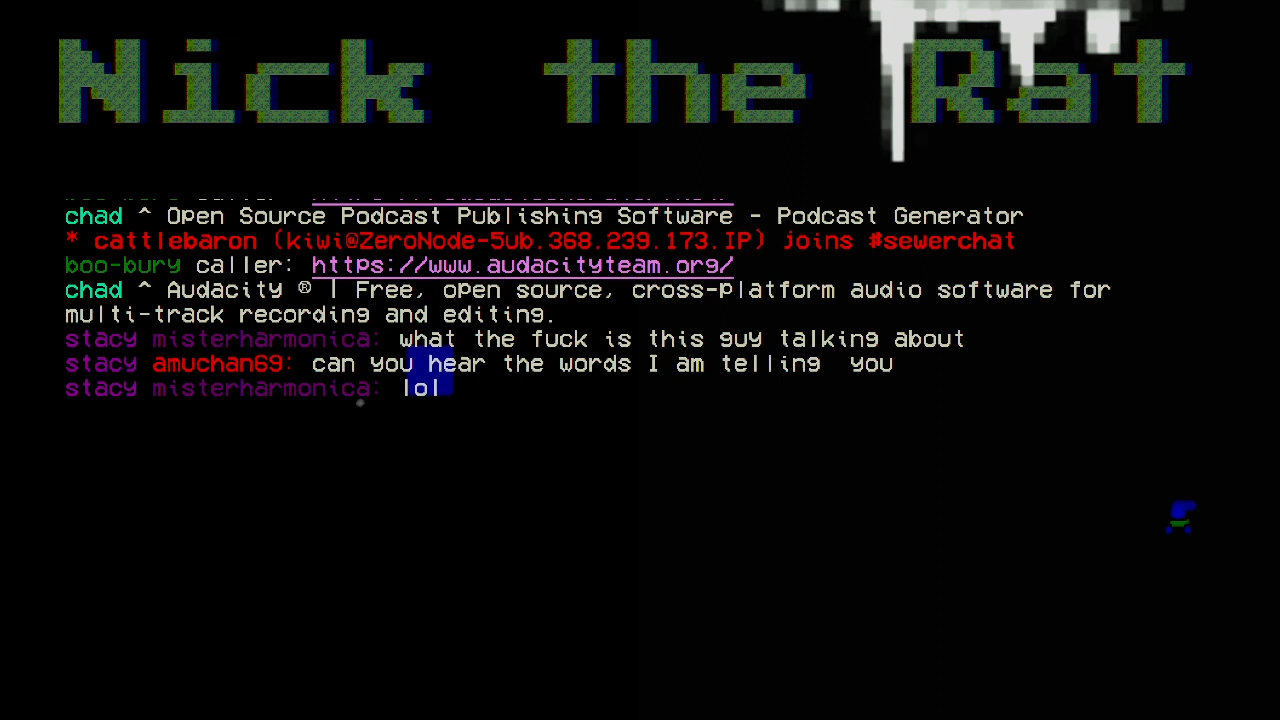 Nick the Rat
chad ^ Open Source Podcast Publishing Software - Podcast Generator
* cattlebaron (kiwi@ZeroNode-5ub.368.239.173.IP) joins #sewerchat
boo-bury caller: https://www.audacityteam.org/
chad ^ Audacity ® | Free, open source, cross-platform audio software for
multi-track recording and editing.
stacy misterharmonica: what the fuck is this guy talking about
stacy amuchan69: can you hear the words I am telling  you
stacy misterharmonica: lol